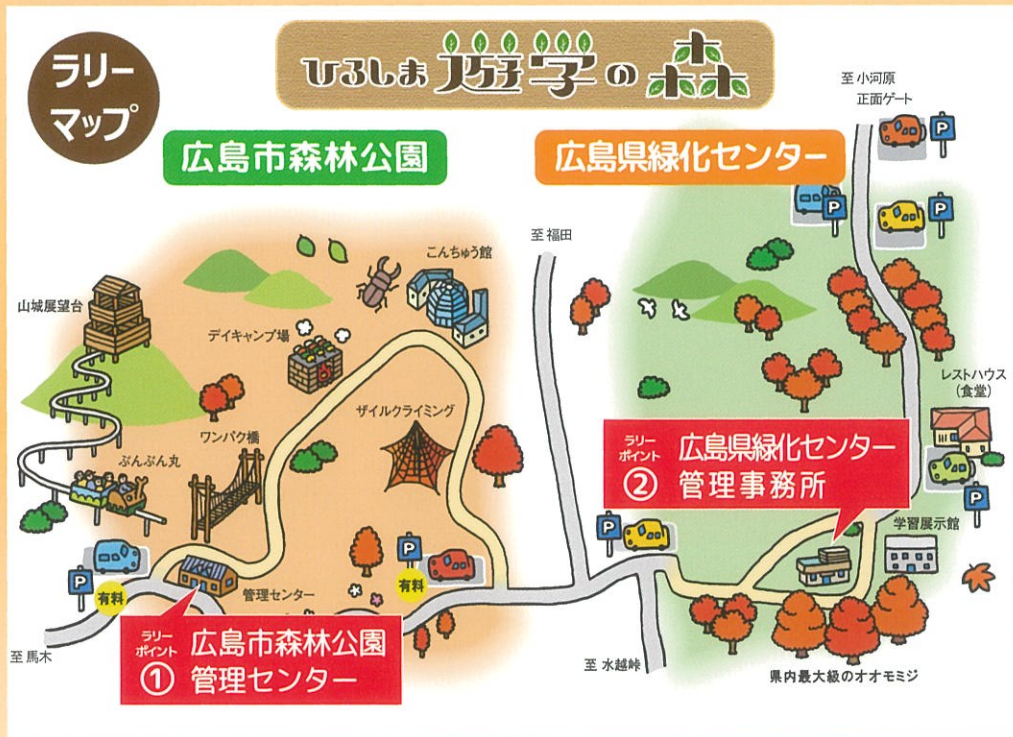 ラリー
マップ
ひろしま遊学の森
広島市森林公園
広島県緑化センター
至 小河原
正面ゲート
P
P
P
至 福田
こんちゅう館
山城展望台
デイキャンプ場
ザイルクライミング
ワンパク橋
ぶんぶん丸
レストハウス
(食堂)
P
ラリー
ポイント
② 広島県緑化センター
管理事務所
学習展示館
P
P
P
有料
有料
管理センター
ラリー
ポイント
① 広島市森林公園
管理センター
至 馬木
至 水越峠
県内最大級のオオモミジ